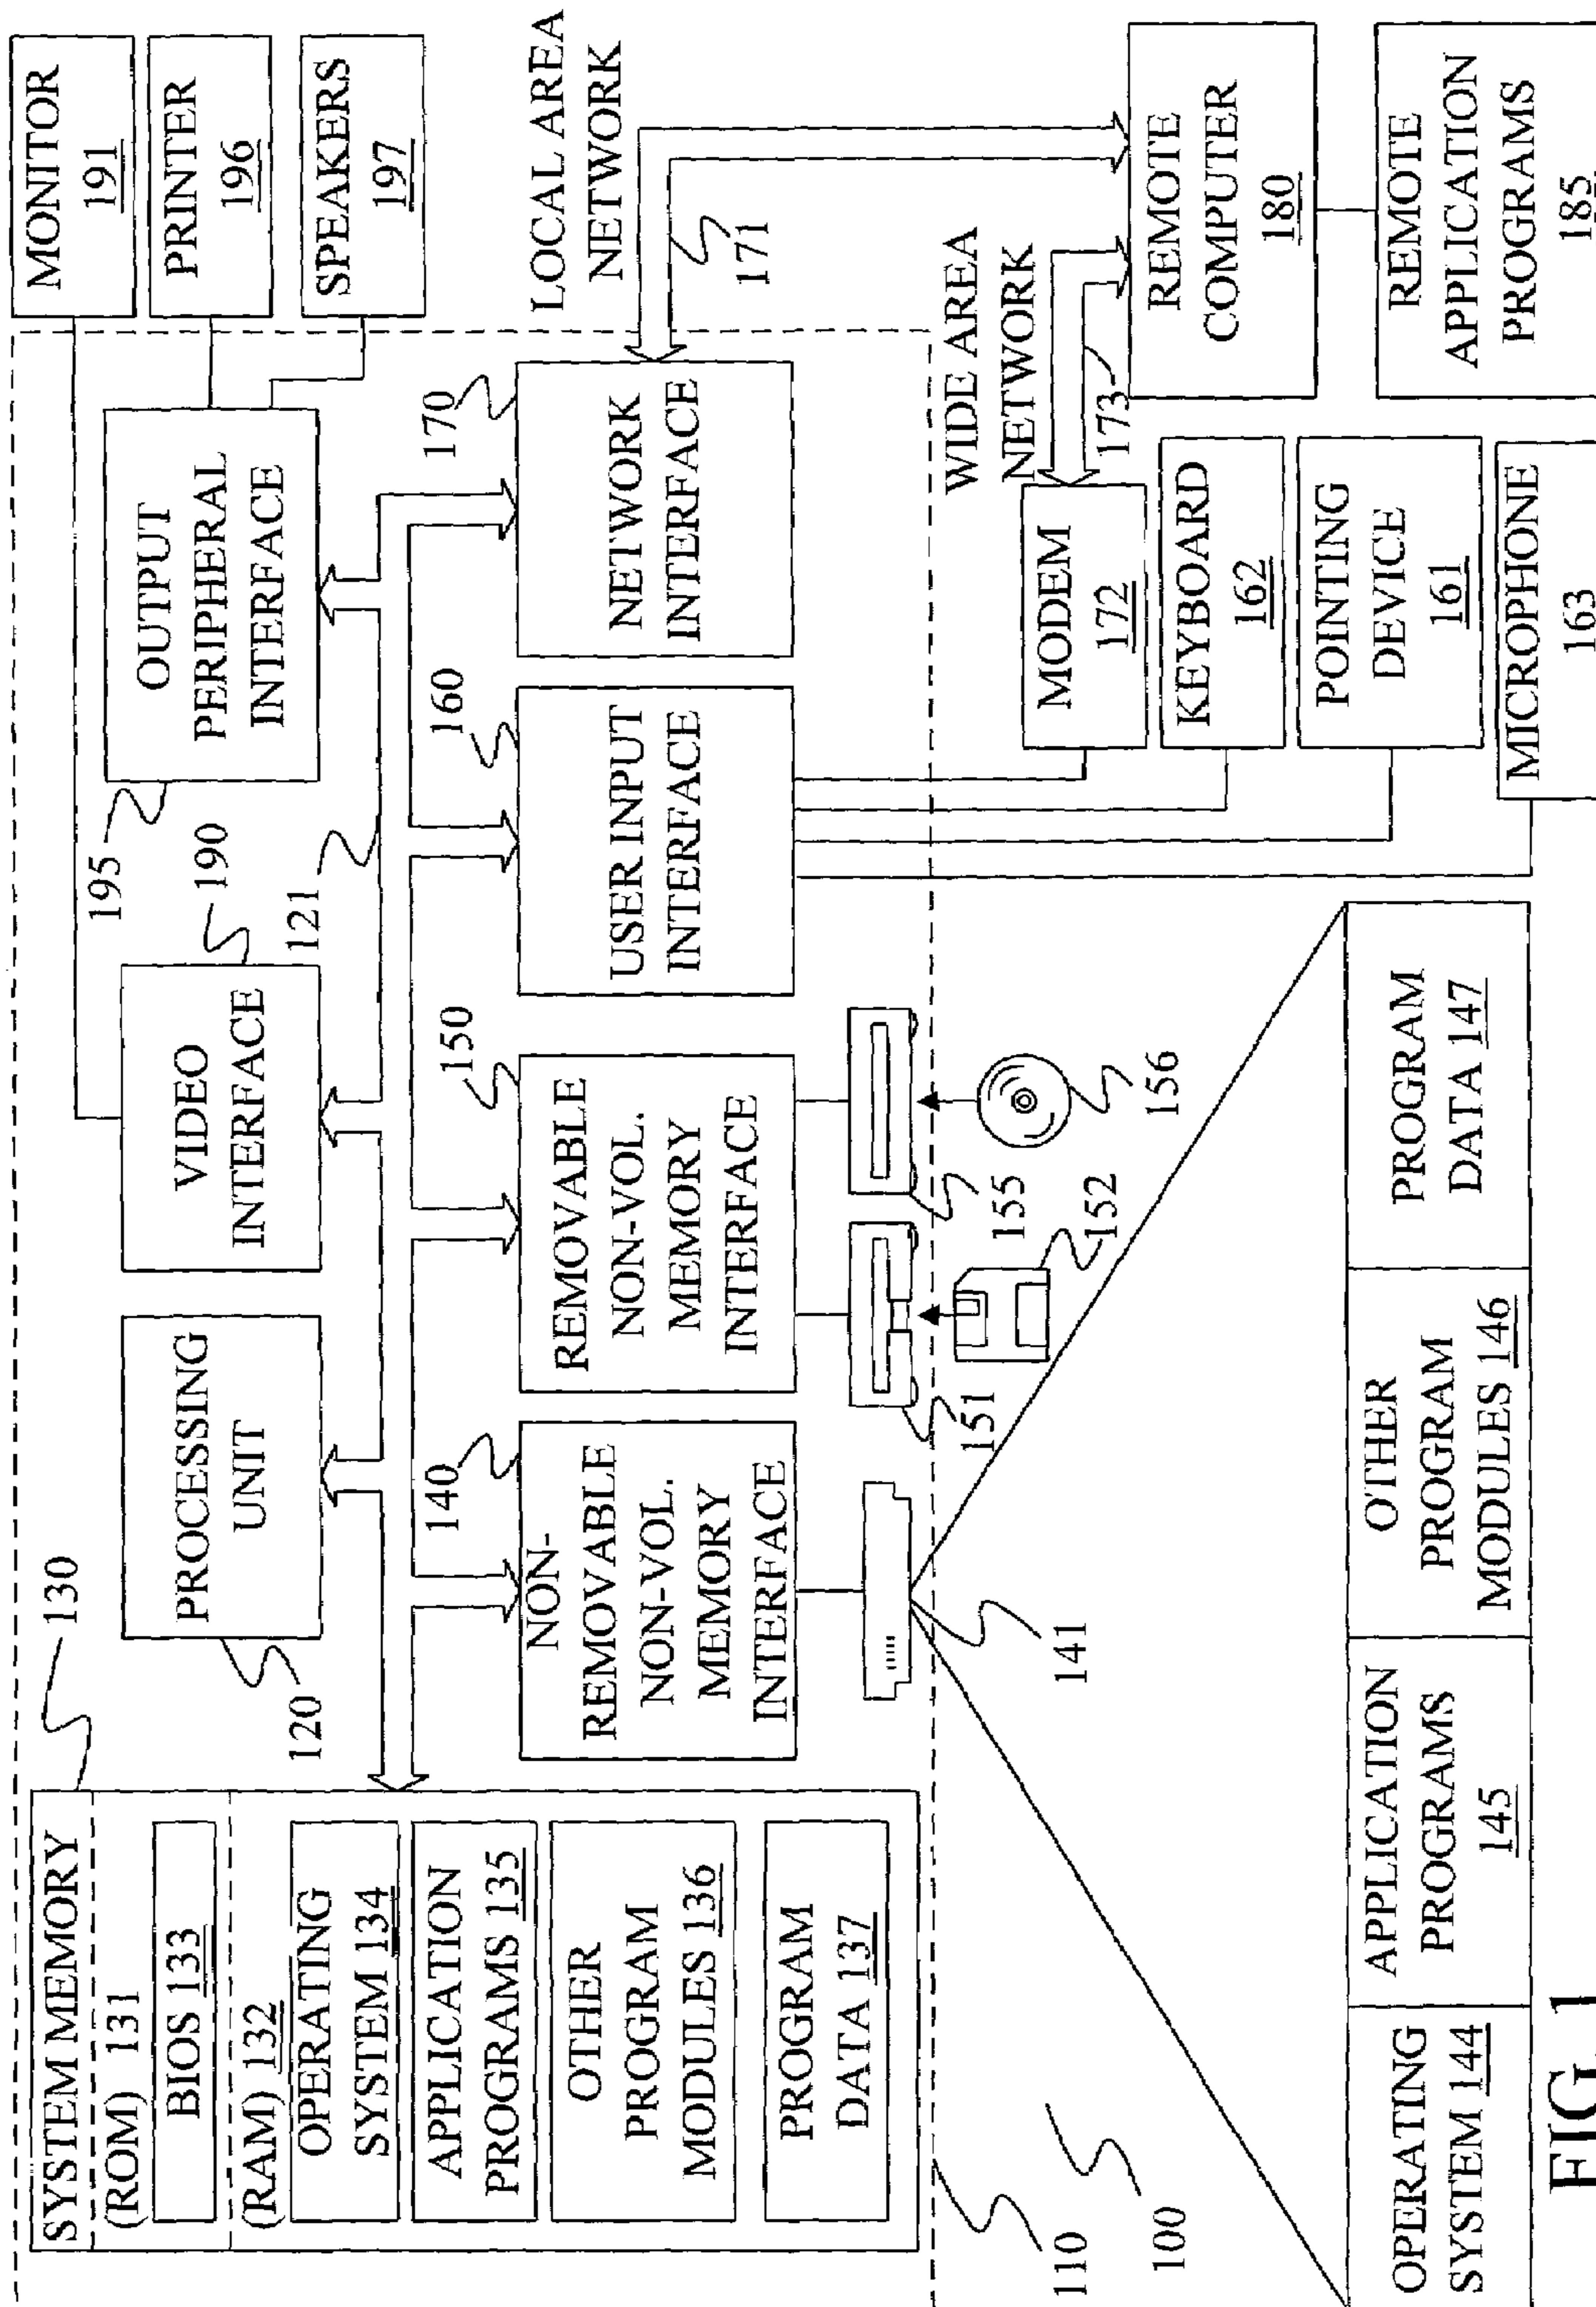 SYSTEM MEMORY
(ROM) 131
BIOS 133
(RAM) 132
OPERATING
SYSTEM 134
APPLICATION
PROGRAMS 135
OTHER
PROGRAM
MODULES 136
PROGRAM
DATA 137
130
PROCESSING
UNIT
120
VIDEO
INTERFACE
190
OUTPUT
PERIPHERAL
INTERFACE
195
121
MONITOR
191
PRINTER
196
SPEAKERS
197
NON-
REMOVABLE
NON-VOL.
MEMORY
INTERFACE
140
REMOVABLE
NON-VOL.
MEMORY
INTERFACE
150
USER INPUT
INTERFACE
160
NETWORK
INTERFACE
170
LOCAL AREA
NETWORK
171
141
151
152
155
156
WIDE AREA
NETWORK
173
MODEM
172
KEYBOARD
162
POINTING
DEVICE
161
MICROPHONE
163
REMOTE
COMPUTER
180
REMOTE
APPLICATION
PROGRAMS
185
110
100
OPERATING
SYSTEM 144
APPLICATION
PROGRAMS
145
OTHER
PROGRAM
MODULES 146
PROGRAM
DATA 147
FIG. 1